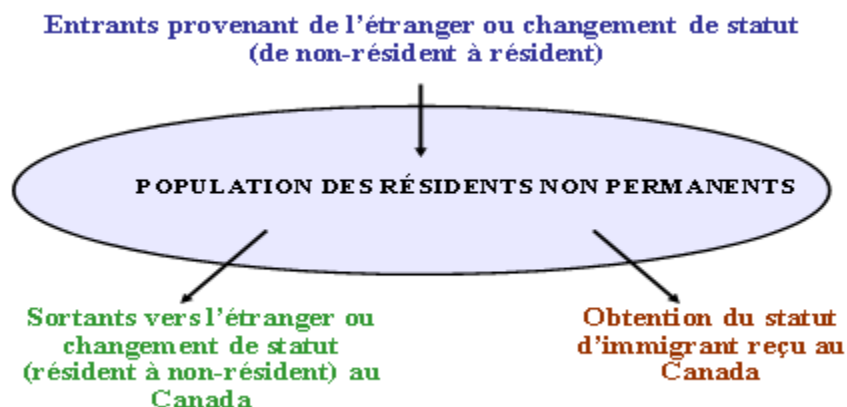 Entrants provenant de l'étranger ou changement de statut
(de non-résident à résident)
POPULATION DES RÉSIDENTS NON PERMANENTS
Sortants vers l'étranger ou
changement de statut
(résident à non-résident) au
Canada
Obtention du statut
d'immigrant reçu au
Canada